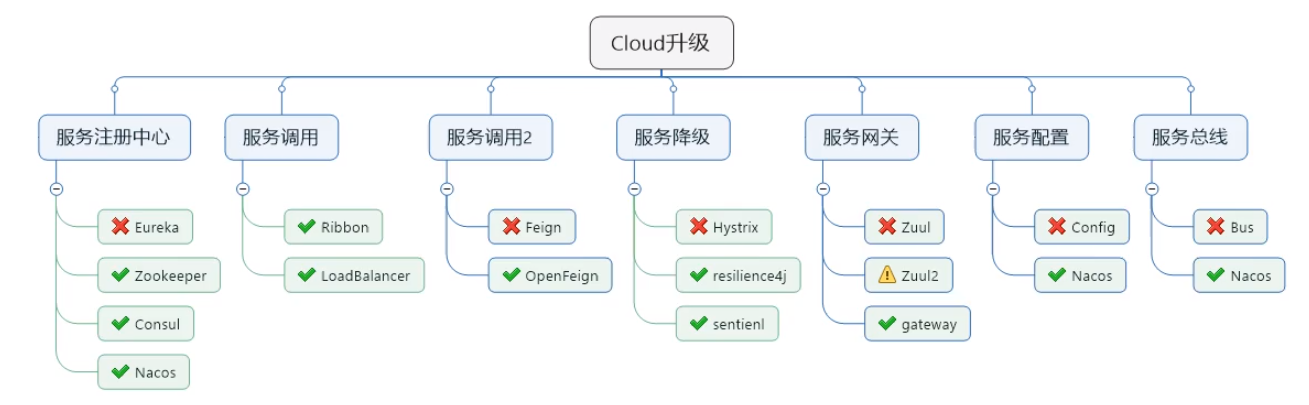 Cloud升级
服务注册中心
服务调用
服务调用2
服务降级
服务网关
服务配置
服务总线
Eureka
Ribbon
Feign
Hystrix
Zuul
Config
Bus
Zookeeper
LoadBalancer
OpenFeign
resilience4j
Zuul2
Nacos
Nacos
Consul
sentienl
gateway
Nacos